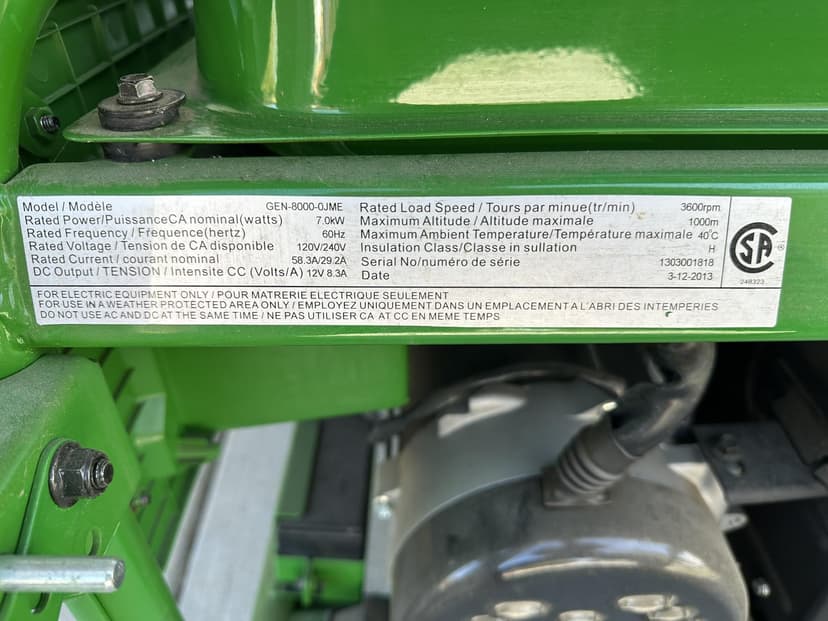 Model / Modèle GEN-8000-0JME
Rated Power/PuissanceCA nominal(watts) 7.0kW
Rated Frequency / Frequence(hertz) 60Hz
Rated Voltage / Tension de CA disponible 120V/240V
Rated Current / courant nominal 58.3A/29.2A
DC Output / TENSION / Intensite CC (Volts/A) 12V 8.3A
Rated Load Speed / Tours par minue(tr/min) 3600rpm
Maximum Altitude / Altitude maximale 1000m
Maximum Ambient Temperature/Température maximale 40°C
Insulation Class/Classe in sullation H
Serial No/numéro de série 1303001818
Date 3-12-2013
SA
®
248323
FOR ELECTRIC EQUIPMENT ONLY / POUR MATRERIE ELECTRIQUE SEULEMENT
FOR USE IN A WEATHER PROTECTED AREA ONLY / EMPLOYEZ UNIQUEMENT DANS UN EMPLACEMENT A L'ABRI DES INTEMPERIES
DO NOT USE AC AND DC AT THE SAME TIME / NE PAS UTILISER CA AT CC EN MEME TEMPS